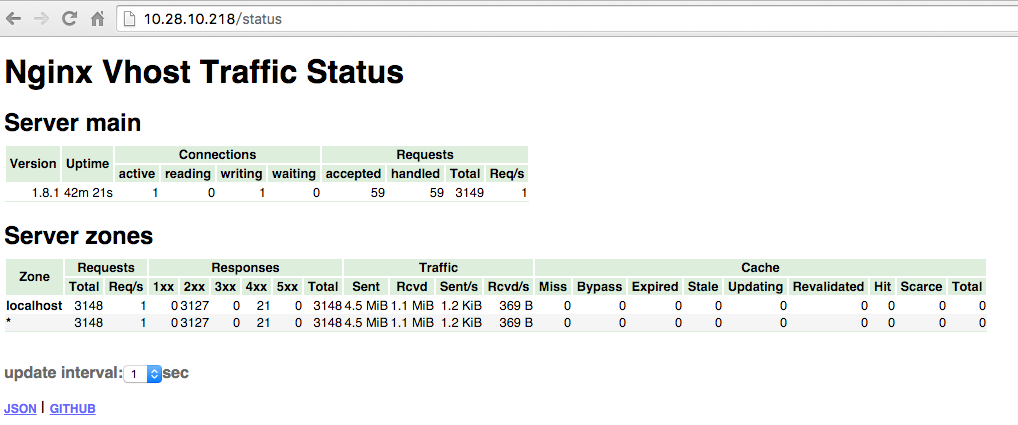 10.28.10.218/status
Nginx Vhost Traffic Status
Server main
Version Uptime Connections Requests
active reading writing waiting accepted handled Total Req/s
1.8.1 42m 21s 1 0 1 0 59 59 3149 1
Server zones
Zone Requests Responses Traffic Cache
Total Req/s 1xx 2xx 3xx 4xx 5xx Total Sent Rcvd Sent/s Rcvd/s Miss Bypass Expired Stale Updating Revalidated Hit Scarce Total
localhost 3148 1 0 3127 0 21 0 3148 4.5 MiB 1.1 MiB 1.2 KiB 369 B 0 0 0 0 0 0 0 0 0
* 3148 1 0 3127 0 21 0 3148 4.5 MiB 1.1 MiB 1.2 KiB 369 B 0 0 0 0 0 0 0 0 0
update interval: 1 sec
JSON | GITHUB